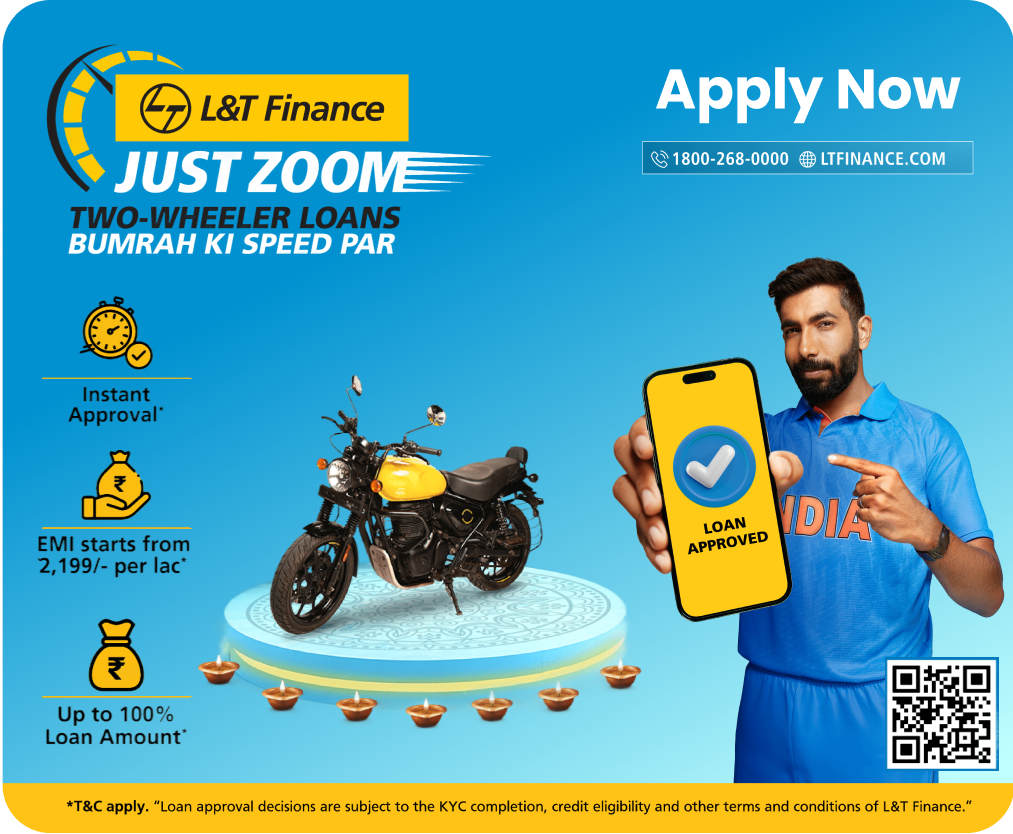 L&T Finance
JUST ZOOM
TWO-WHEELER LOANS
BUMRAH KI SPEED PAR
Apply Now
1800-268-0000 LTFINANCE.COM
Instant
Approval*
EMI starts from
2,199/- per lac*
Up to 100%
Loan Amount*
LOAN
APPROVED
INDIA
*T&C apply. “Loan approval decisions are subject to the KYC completion, credit eligibility and other terms and conditions of L&T Finance.”